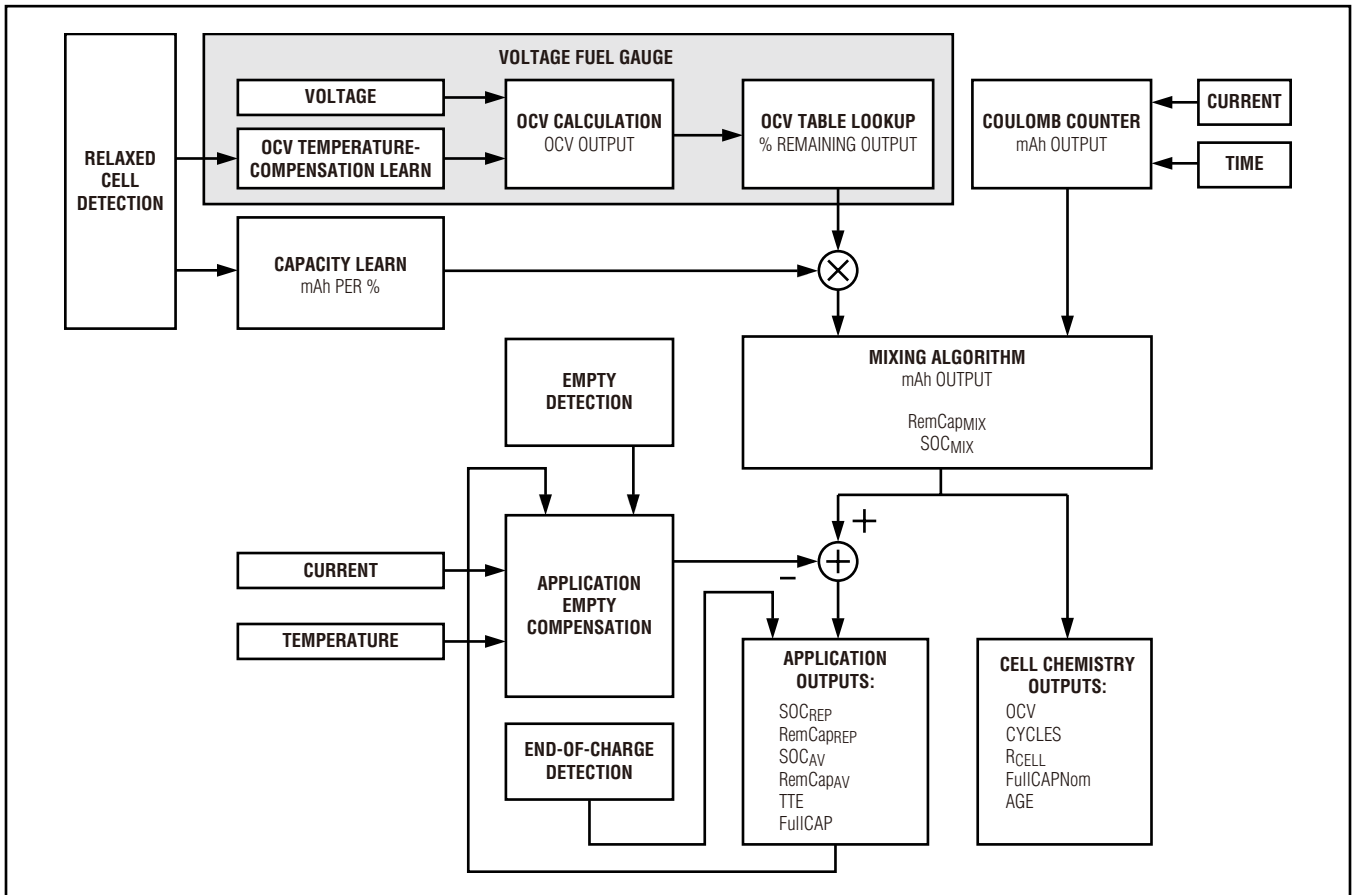 VOLTAGE FUEL GAUGE
RELAXED
CELL
DETECTION
VOLTAGE
OCV TEMPERATURE-
COMPENSATION LEARN
OCV CALCULATION
OCV OUTPUT
OCV TABLE LOOKUP
% REMAINING OUTPUT
COULOMB COUNTER
mAh OUTPUT
CURRENT
TIME
CAPACITY LEARN
mAh PER %
×
MIXING ALGORITHM
mAh OUTPUT
RemCapMIX
SOCMIX
EMPTY
DETECTION
CURRENT
TEMPERATURE
APPLICATION
EMPTY
COMPENSATION
+
+
–
END-OF-CHARGE
DETECTION
APPLICATION
OUTPUTS:
SOCREP
RemCapREP
SOCAV
RemCapAV
TTE
FullCAP
CELL CHEMISTRY
OUTPUTS:
OCV
CYCLES
RCELL
FullCAPNom
AGE